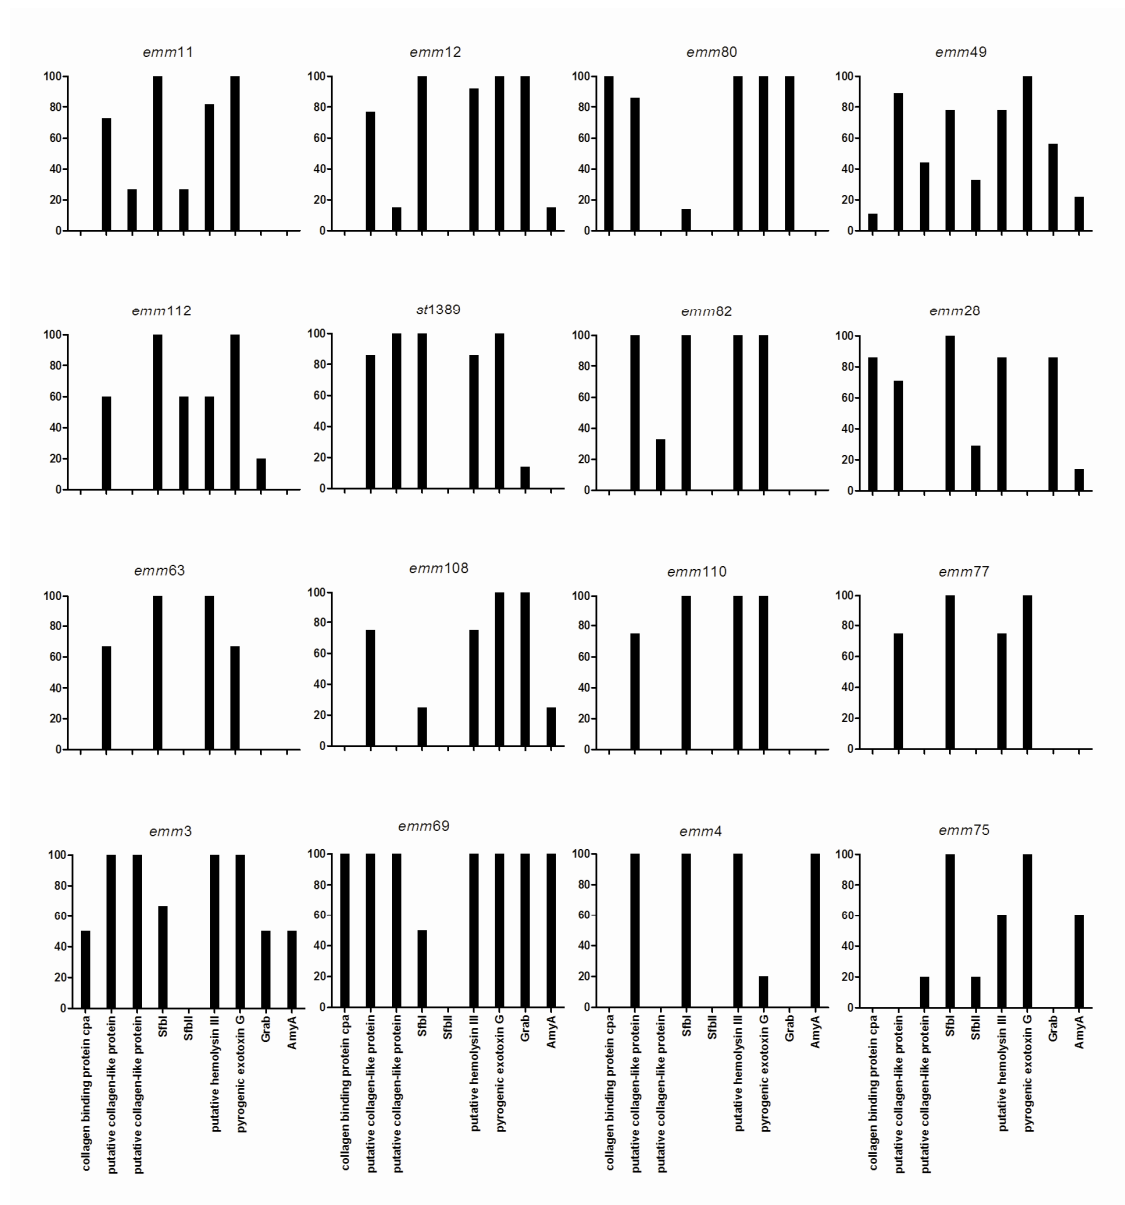 emm11
emm12
emm80
emm49
100 80 60 40 20 0
100 80 60 40 20 0
100 80 60 40 20 0
100 80 60 40 20 0
emm112
st1389
emm82
emm28
100 80 60 40 20 0
100 80 60 40 20 0
100 80 60 40 20 0
100 80 60 40 20 0
emm63
emm108
emm110
emm77
100 80 60 40 20 0
100 80 60 40 20 0
100 80 60 40 20 0
100 80 60 40 20 0
emm3
emm69
emm4
emm75
100 80 60 40 20 0
100 80 60 40 20 0
100 80 60 40 20 0
100 80 60 40 20 0
collagen binding protein cpa
putative collagen-like protein
putative collagen-like protein
SfbI
SfbII
putative hemolysin III
pyrogenic exotoxin G
Grab
AmyA
collagen binding protein cpa
putative collagen-like protein
putative collagen-like protein
SfbI
SfbII
putative hemolysin III
pyrogenic exotoxin G
Grab
AmyA
collagen binding protein cpa
putative collagen-like protein
putative collagen-like protein
SfbI
SfbII
putative hemolysin III
pyrogenic exotoxin G
Grab
AmyA
collagen binding protein cpa
putative collagen-like protein
putative collagen-like protein
SfbI
SfbII
putative hemolysin III
pyrogenic exotoxin G
Grab
AmyA